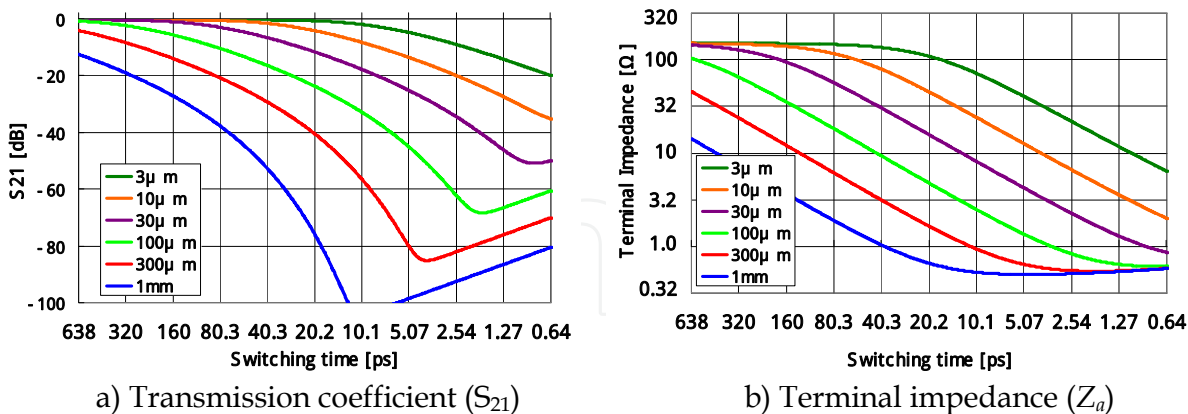 0
-20
-40
-60
-80
-100
S21 [dB]
3μ m
10μ m
30μ m
100μ m
300μ m
1mm
638 320 160 80.3 40.3 20.2 10.1 5.07 2.54 1.27 0.64
Switching time [ps]
a) Transmission coefficient (S21)
320
100
32
10
3.2
1.0
0.32
Terminal Impedance [Ω]
3μ m
10μ m
30μ m
100μ m
300μ m
1mm
638 320 160 80.3 40.3 20.2 10.1 5.07 2.54 1.27 0.64
Switching time [ps]
b) Terminal impedance (Za)